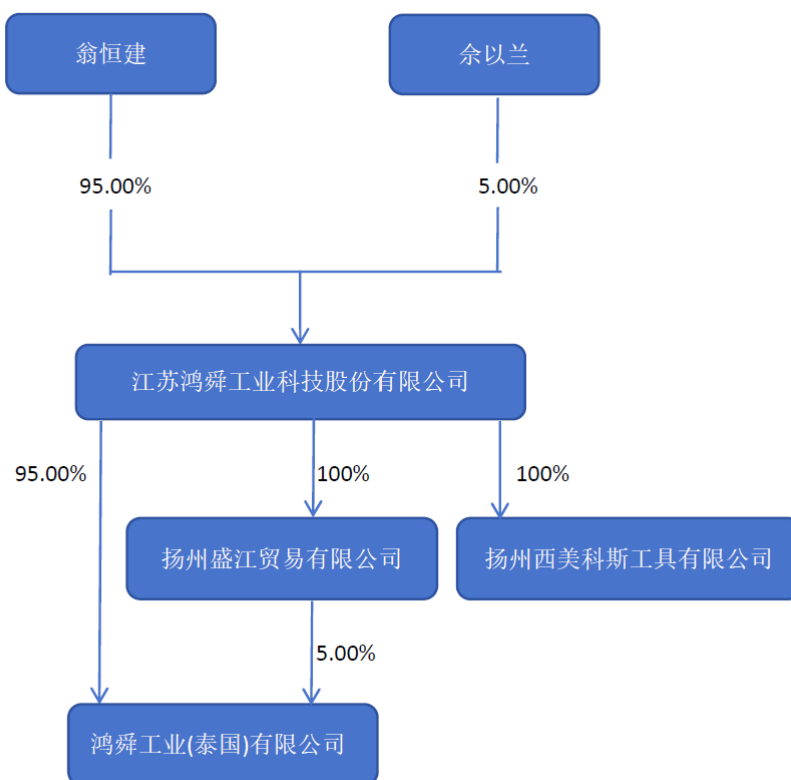 翁恒建
佘以兰
95.00%
5.00%
江苏鸿舜工业科技股份有限公司
95.00%
100%
100%
扬州盛江贸易有限公司
扬州西美科斯工具有限公司
5.00%
鸿舜工业(泰国)有限公司